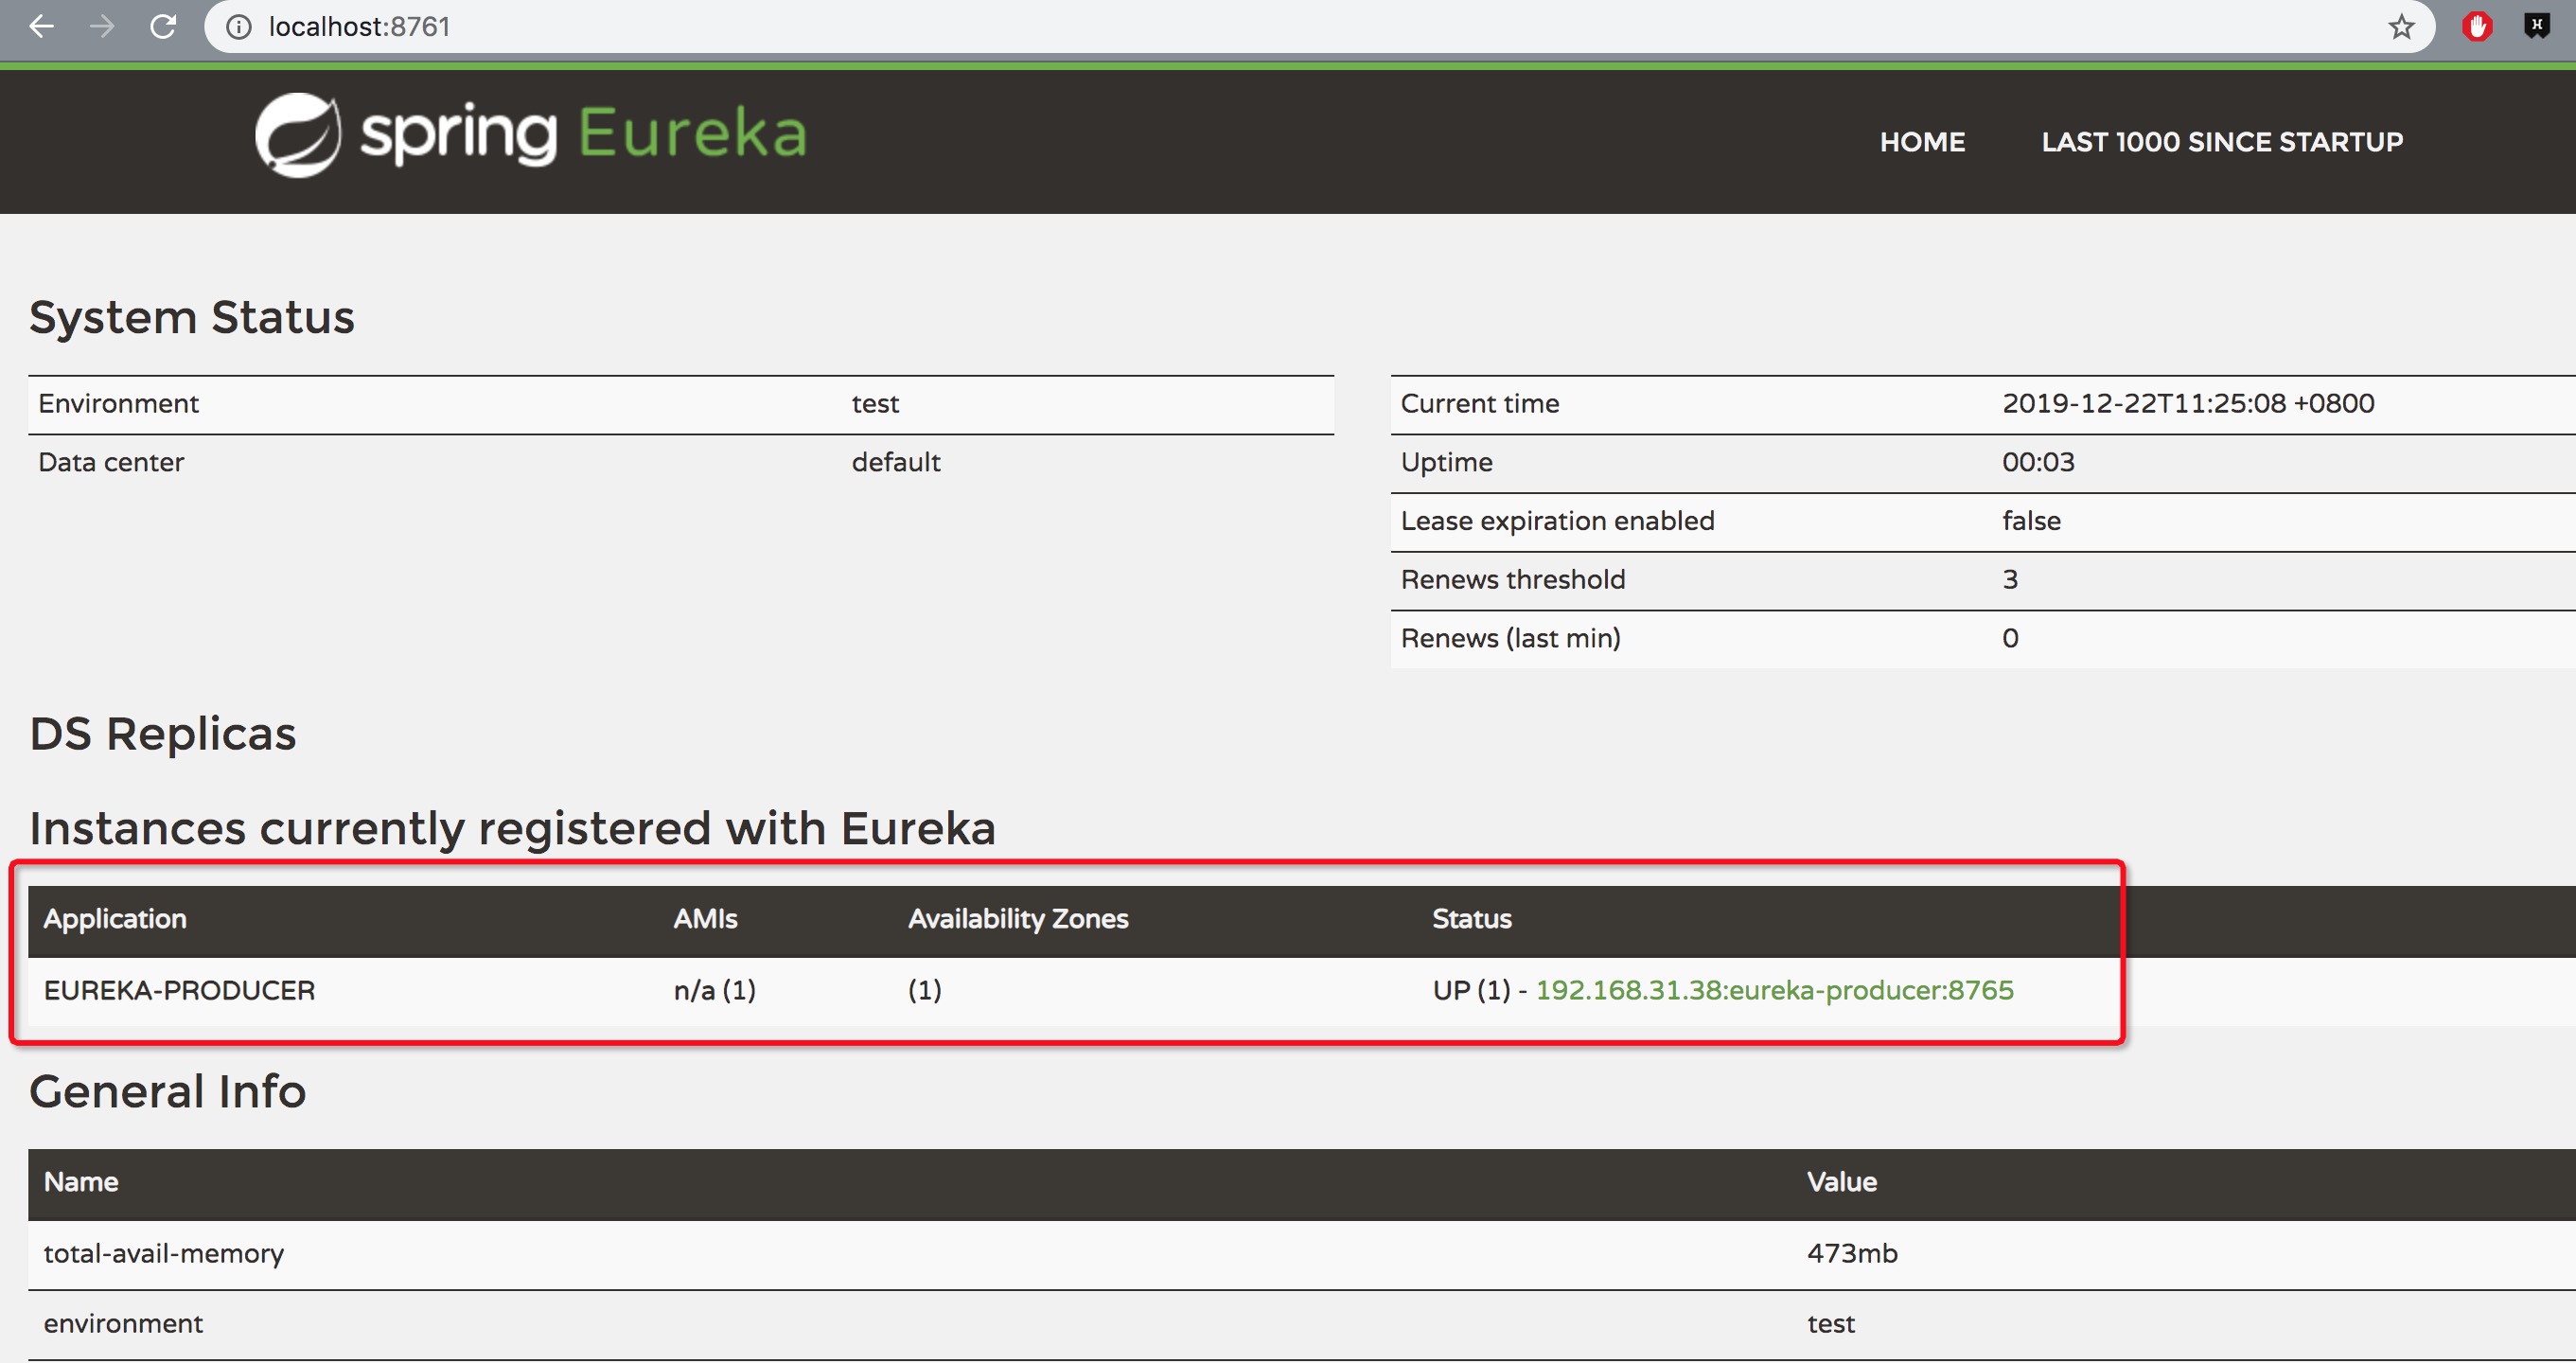 localhost:8761
spring Eureka
HOME LAST 1000 SINCE STARTUP
System Status
Environment test
Data center default
Current time 2019-12-22T11:25:08 +0800
Uptime 00:03
Lease expiration enabled false
Renews threshold 3
Renews (last min) 0
DS Replicas
Instances currently registered with Eureka
Application AMIs Availability Zones Status
EUREKA-PRODUCER n/a (1) (1) UP (1) - 192.168.31.38:eureka-producer:8765
General Info
Name Value
total-avail-memory 473mb
environment test